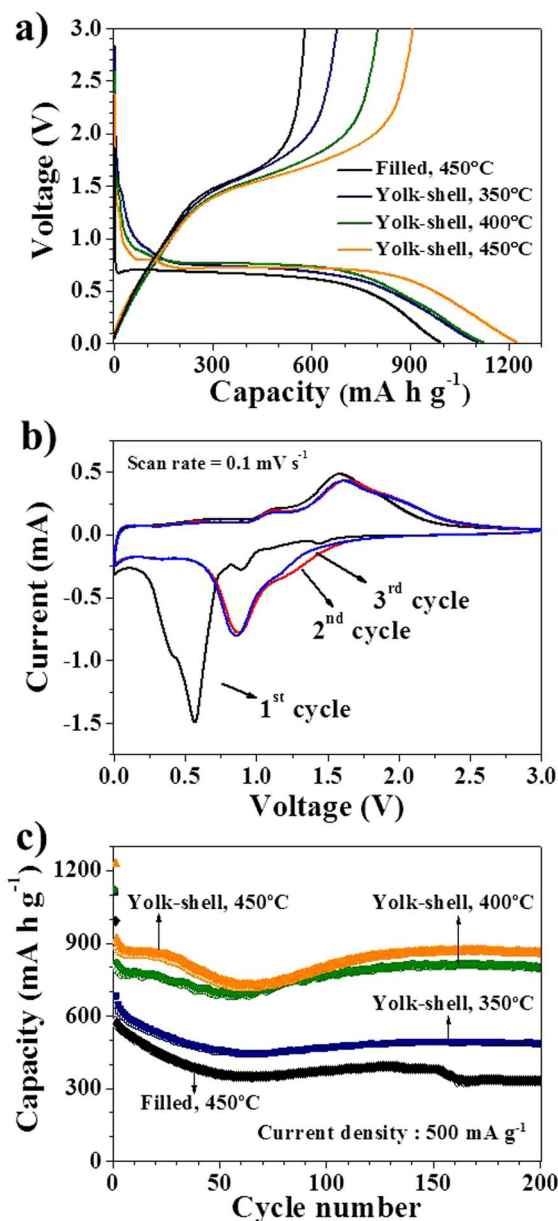 a)
3.0
2.5
2.0
1.5
1.0
0.5
0.0
Voltage (V)
Filled, 450°C
Yolk-shell, 350°C
Yolk-shell, 400°C
Yolk-shell, 450°C
0 300 600 900 1200
Capacity (mA h g⁻¹)
b)
Scan rate = 0.1 mV s⁻¹
0.5
0.0
-0.5
-1.0
-1.5
Current (mA)
3ʳᵈ cycle
2ⁿᵈ cycle
1ˢᵗ cycle
0.0 0.5 1.0 1.5 2.0 2.5 3.0
Voltage (V)
c)
1200
900
600
300
0
Capacity (mA h g⁻¹)
Yolk-shell, 450°C
Yolk-shell, 400°C
Yolk-shell, 350°C
Filled, 450°C
Current density : 500 mA g⁻¹
0 50 100 150 200
Cycle number